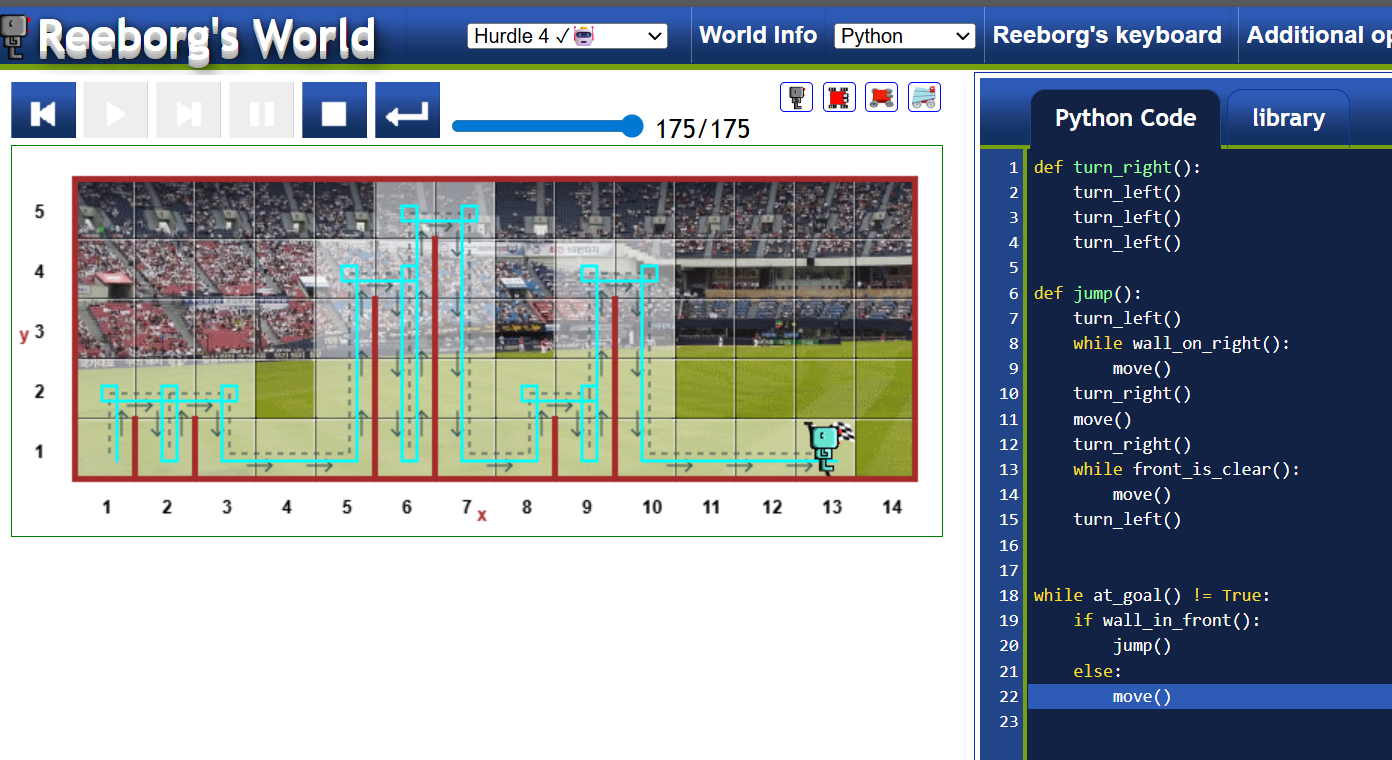 Reeborg's World
Hurdle 4 ✓
World Info
Python
Reeborg's keyboard
Additional op
175/175
Python Code
library
5
4
y 3
2
1
1 2 3 4 5 6 7 x 8 9 10 11 12 13 14
1 def turn_right():
2     turn_left()
3     turn_left()
4     turn_left()
5
6 def jump():
7     turn_left()
8     while wall_on_right():
9         move()
10     turn_right()
11     move()
12     turn_right()
13     while front_is_clear():
14         move()
15     turn_left()
16
17
18 while at_goal() != True:
19     if wall_in_front():
20         jump()
21     else:
22         move()
23